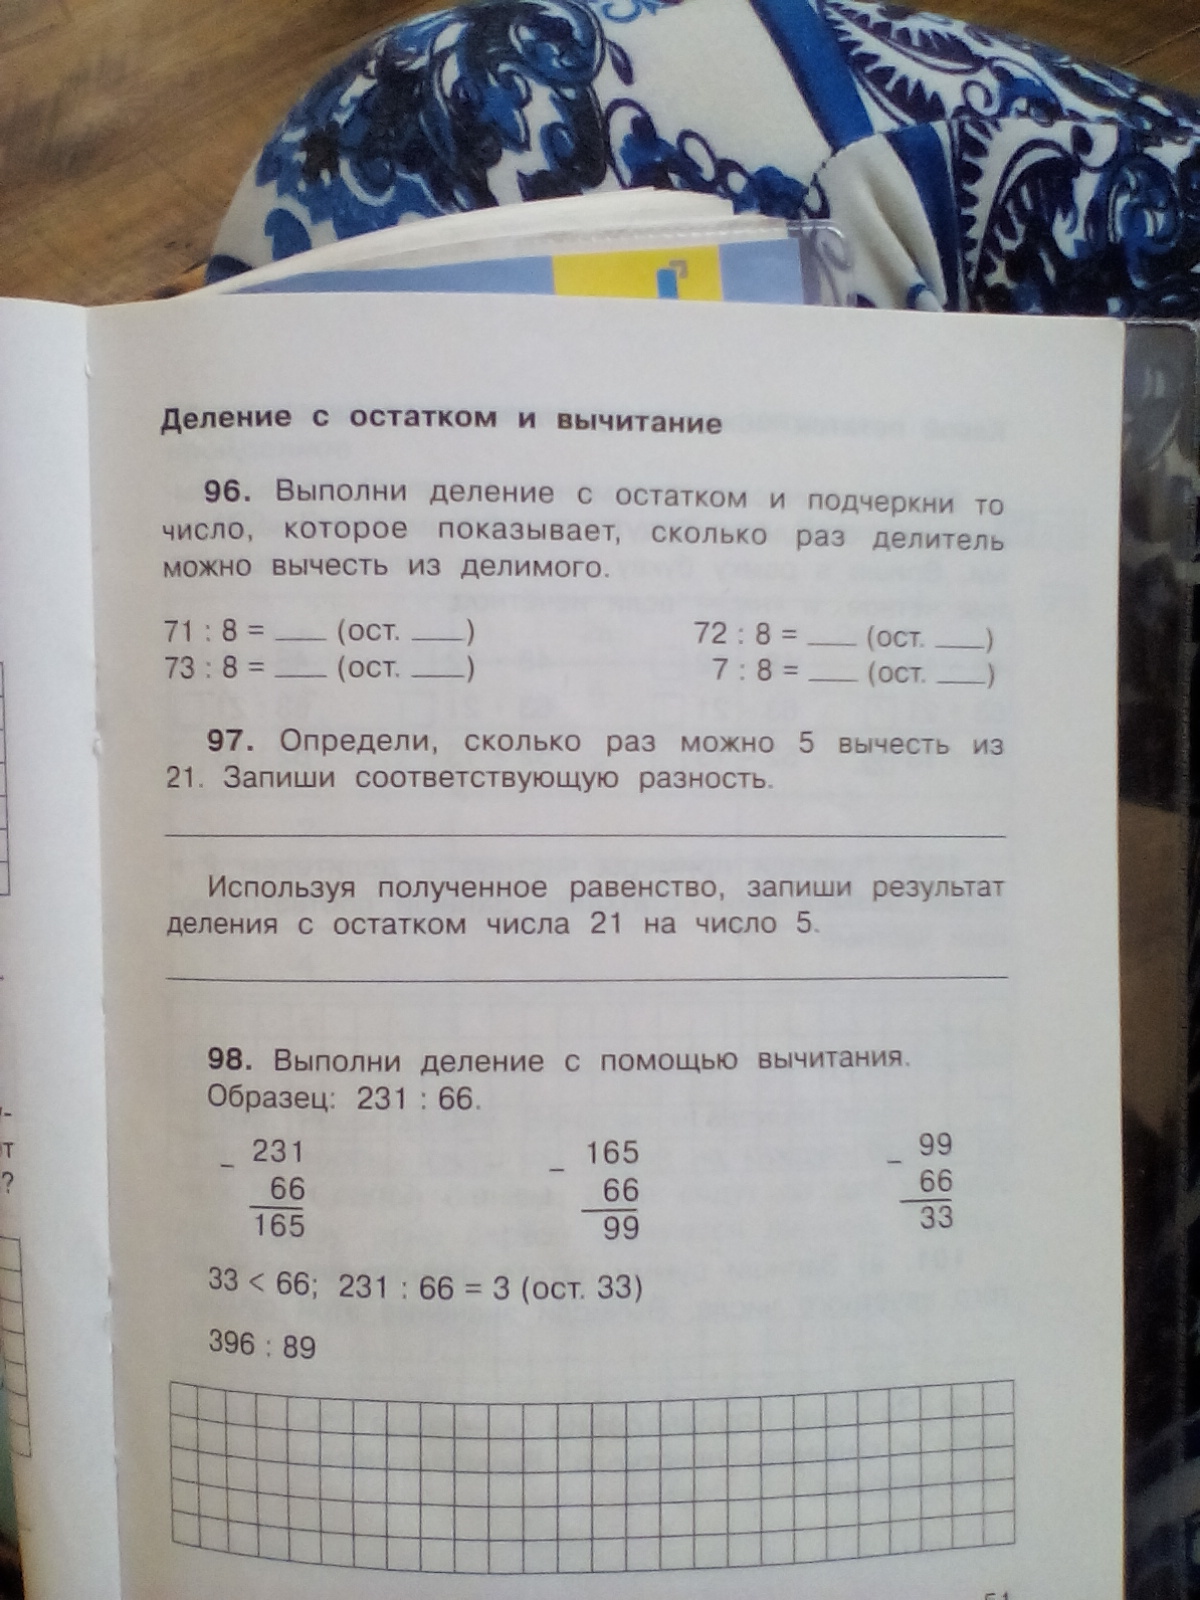 Деление с остатком и вычитание
96. Выполни деление с остатком и подчеркни то
число, которое показывает, сколько раз делитель
можно вычесть из делимого.
71 : 8 = ___ (ост. ___) 72 : 8 = ___ (ост. ___)
73 : 8 = ___ (ост. ___) 7 : 8 = ___ (ост. ___)
97. Определи, сколько раз можно 5 вычесть из
21. Запиши соответствующую разность.
Используя полученное равенство, запиши результат
деления с остатком числа 21 на число 5.
98. Выполни деление с помощью вычитания.
Образец: 231 : 66.
− 231 − 165 − 99
66 66 66
165 99 33
33 < 66; 231 : 66 = 3 (ост. 33)
396 : 89